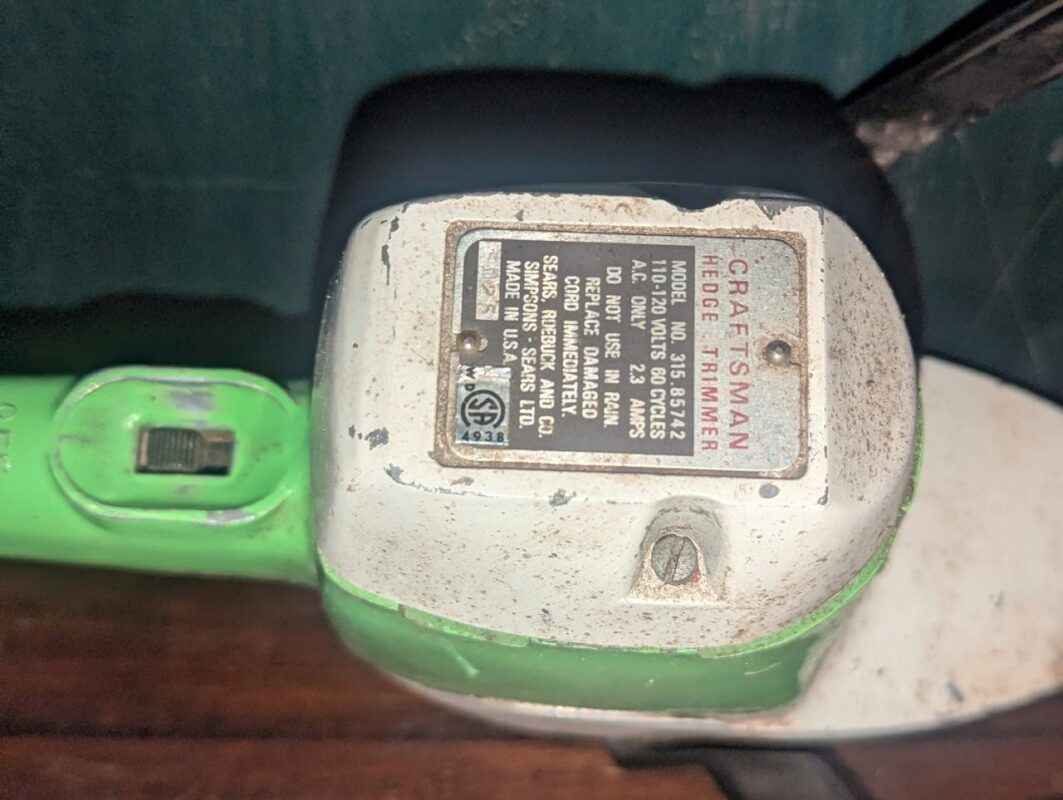 CRAFTSMAN
HEDGE TRIMMER
MODEL NO. 315.85742
110-120 VOLTS 60 CYCLES
A.C. ONLY 2.3 AMPS
DO NOT USE IN RAIN.
REPLACE DAMAGED
CORD IMMEDIATELY.
SEARS, ROEBUCK AND CO.
SIMPSONS-SEARS LTD.
MADE IN U.S.A.
SA
4938